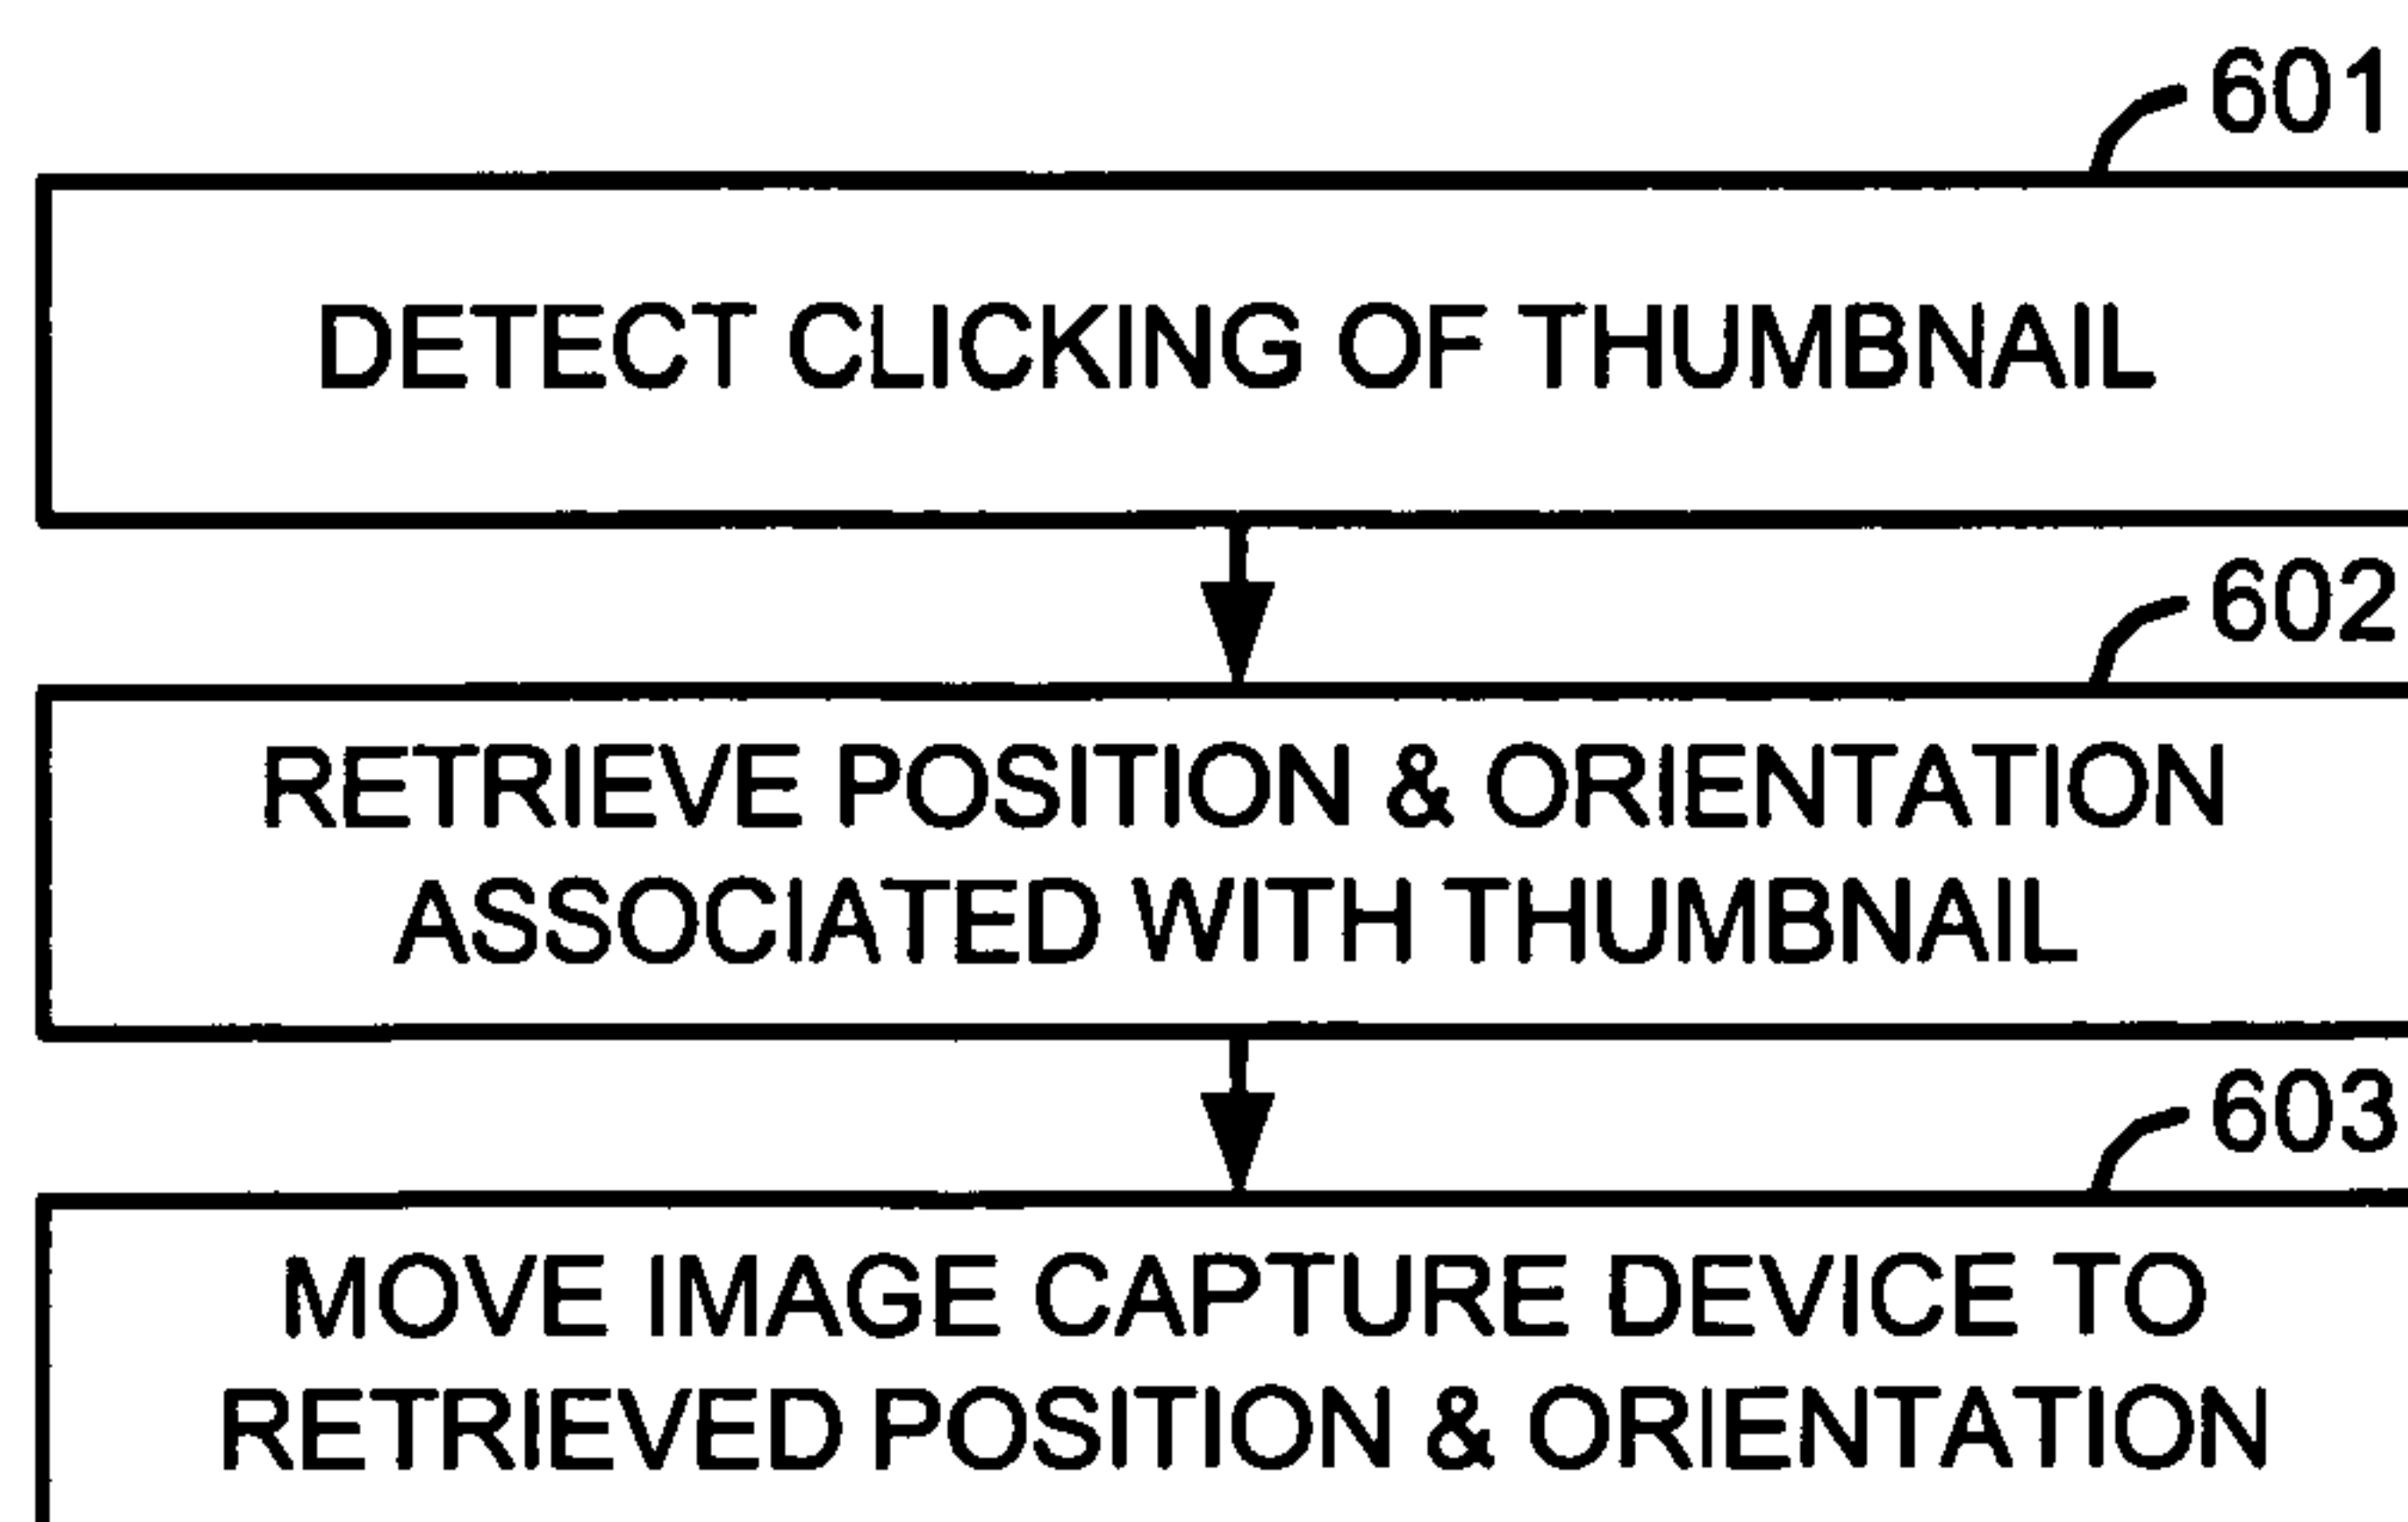 601
DETECT CLICKING OF THUMBNAIL
602
RETRIEVE POSITION & ORIENTATION
ASSOCIATED WITH THUMBNAIL
603
MOVE IMAGE CAPTURE DEVICE TO
RETRIEVED POSITION & ORIENTATION